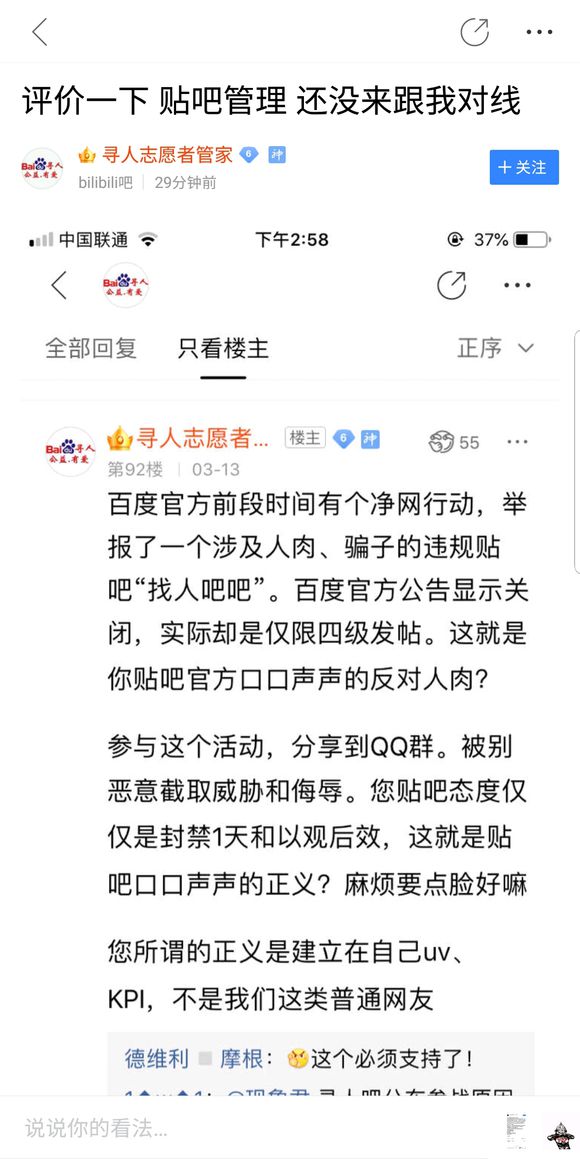 评价一下 贴吧管理 还没来跟我对线
寻人志愿者管家 6 神
bilibili吧 29分钟前
+ 关注
中国联通 下午2:58 37%
Bai寻人
公益.有爱
全部回复 只看楼主 正序
寻人志愿者... 楼主 6 神 55
第92楼 03-13
百度官方前段时间有个净网行动，举
报了一个涉及人肉、骗子的违规贴
吧“找人吧吧”。百度官方公告显示关
闭，实际却是仅限四级发帖。这就是
你贴吧官方口口声声的反对人肉？
参与这个活动，分享到QQ群。被别
恶意截取威胁和侮辱。您贴吧态度仅
仅是封禁1天和以观后效，这就是贴
吧口口声声的正义？麻烦要点脸好嘛
您所谓的正义是建立在自己uv、
KPI，不是我们这类普通网友
德维利 摩根：这个必须支持了！
说说你的看法...